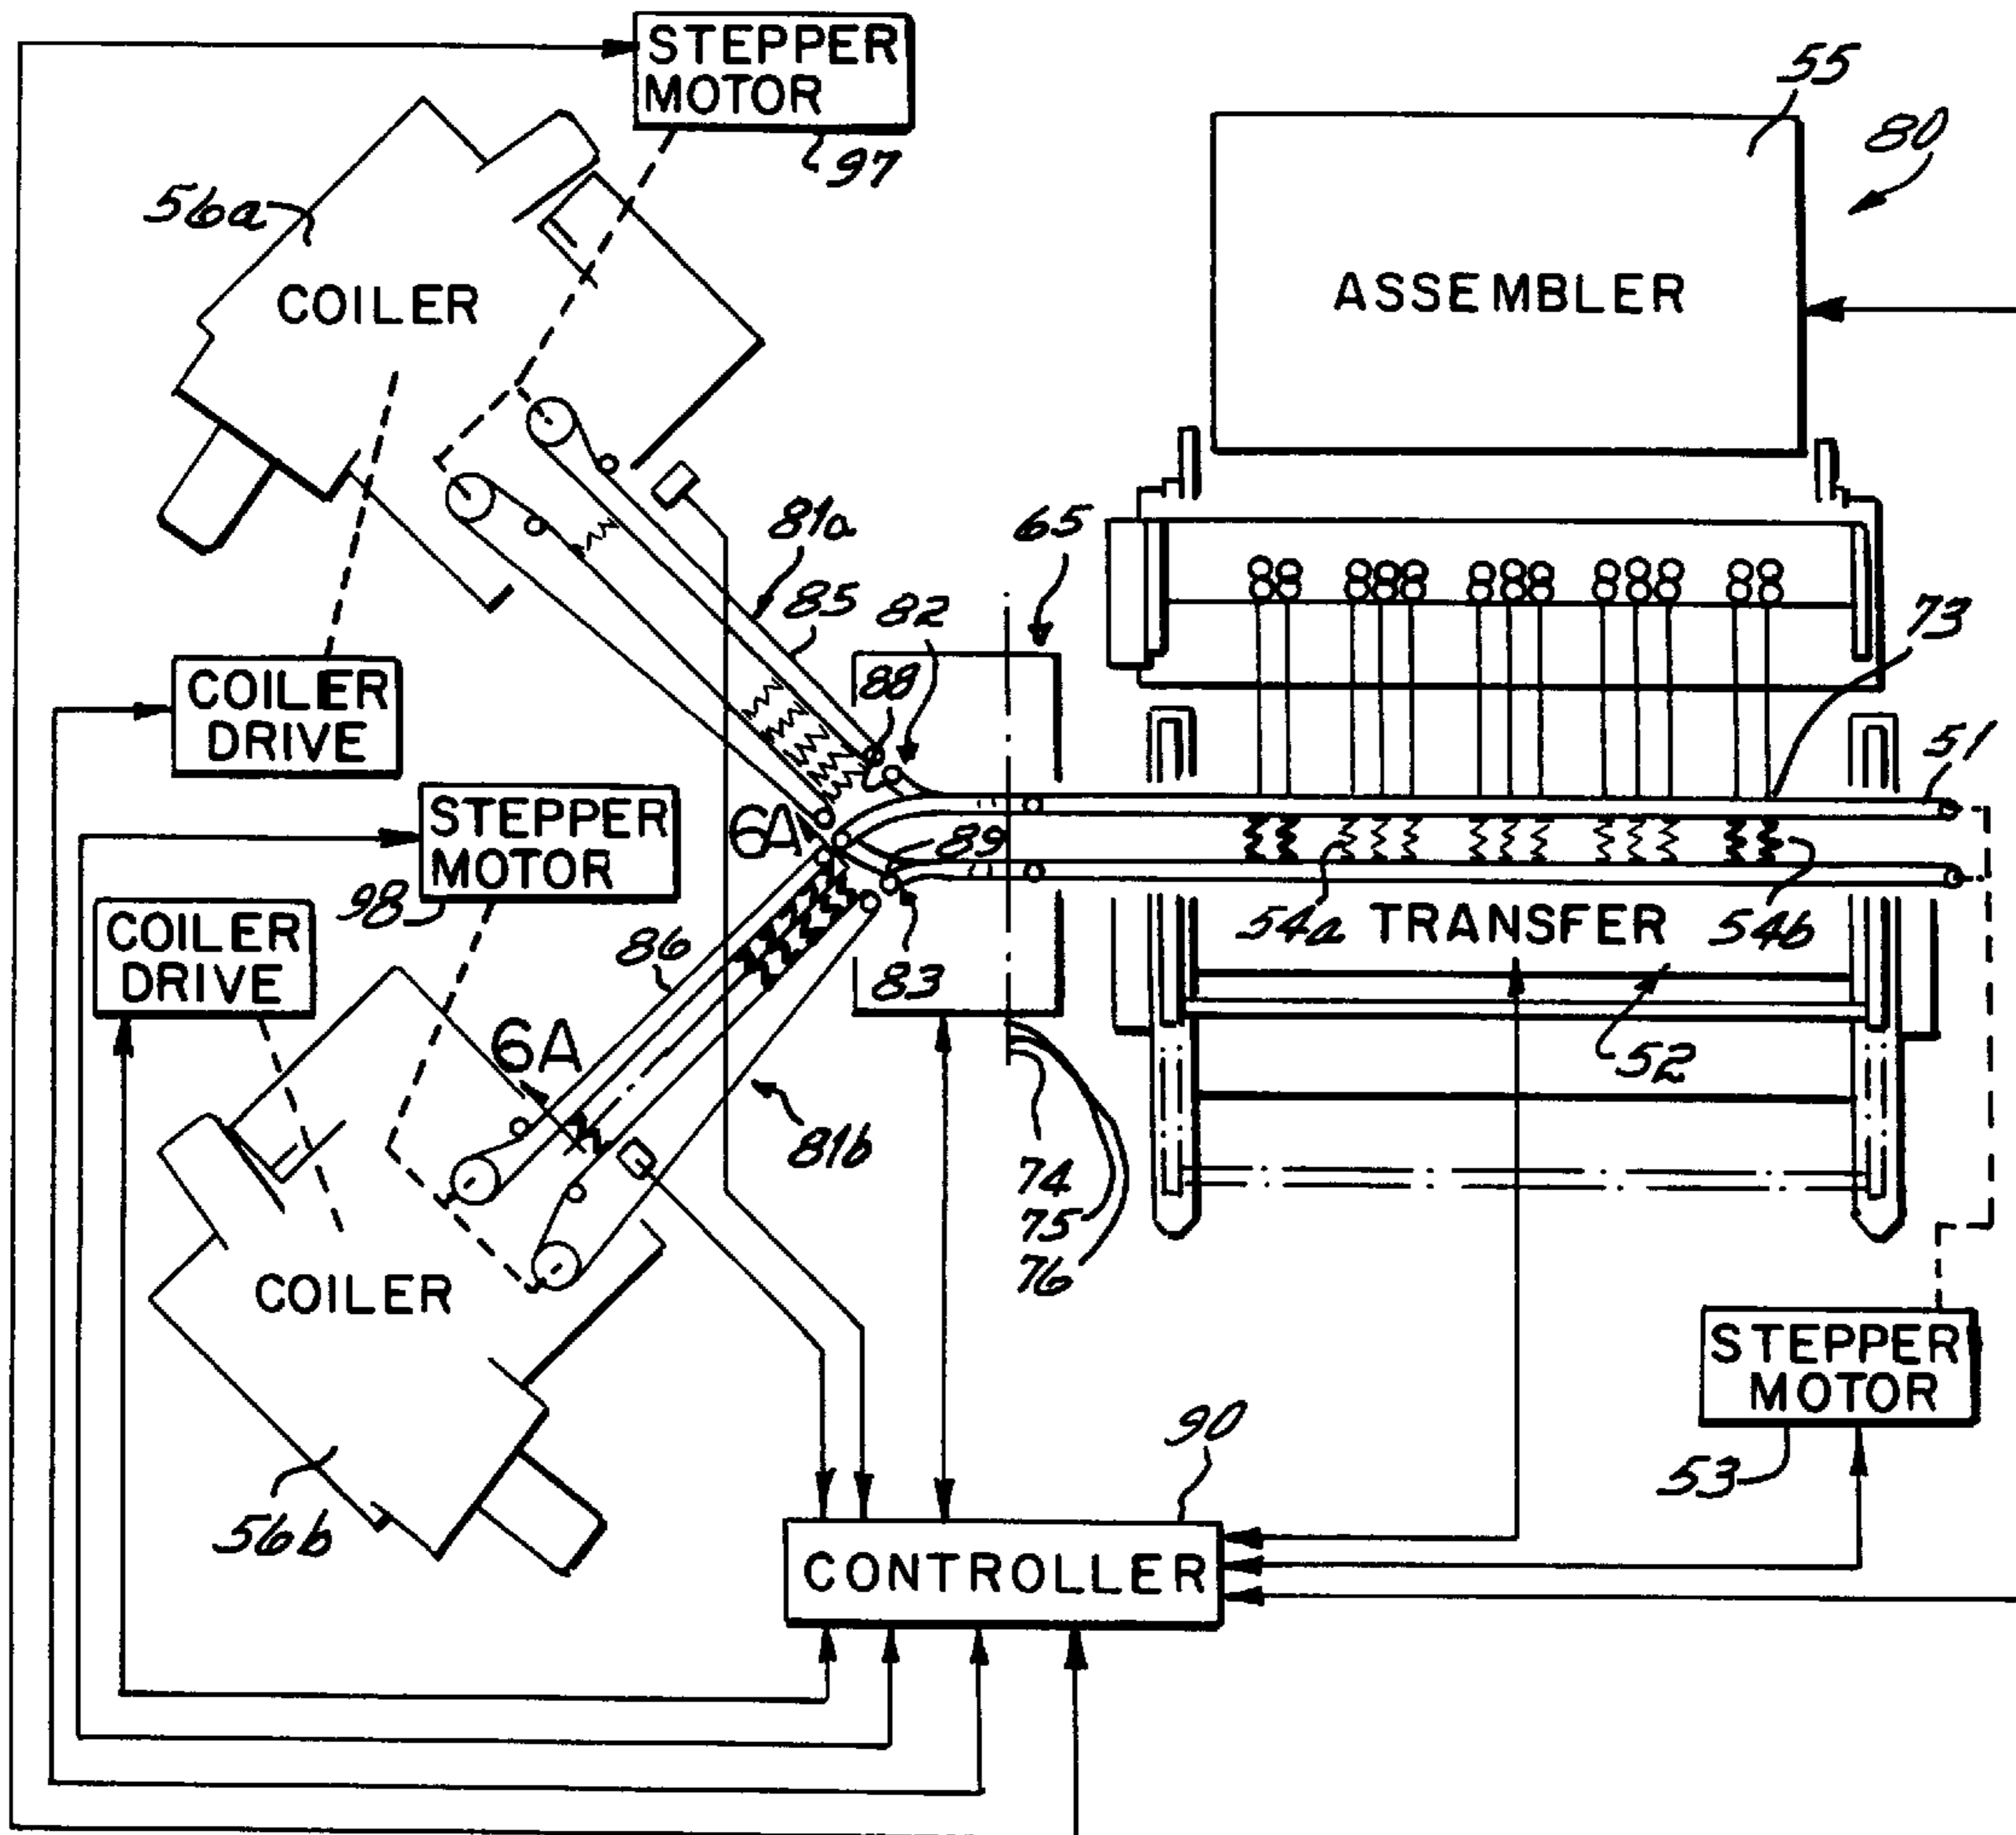 STEPPER
MOTOR
97
55
80
56a
COILER
ASSEMBLER
81a
65
85
82
73
88
COILER
DRIVE
51
STEPPER
MOTOR
6A
89
98
54a
TRANSFER
54b
COILER
DRIVE
86
83
6A
52
81b
74
75
76
COILER
STEPPER
MOTOR
90
53
56b
CONTROLLER